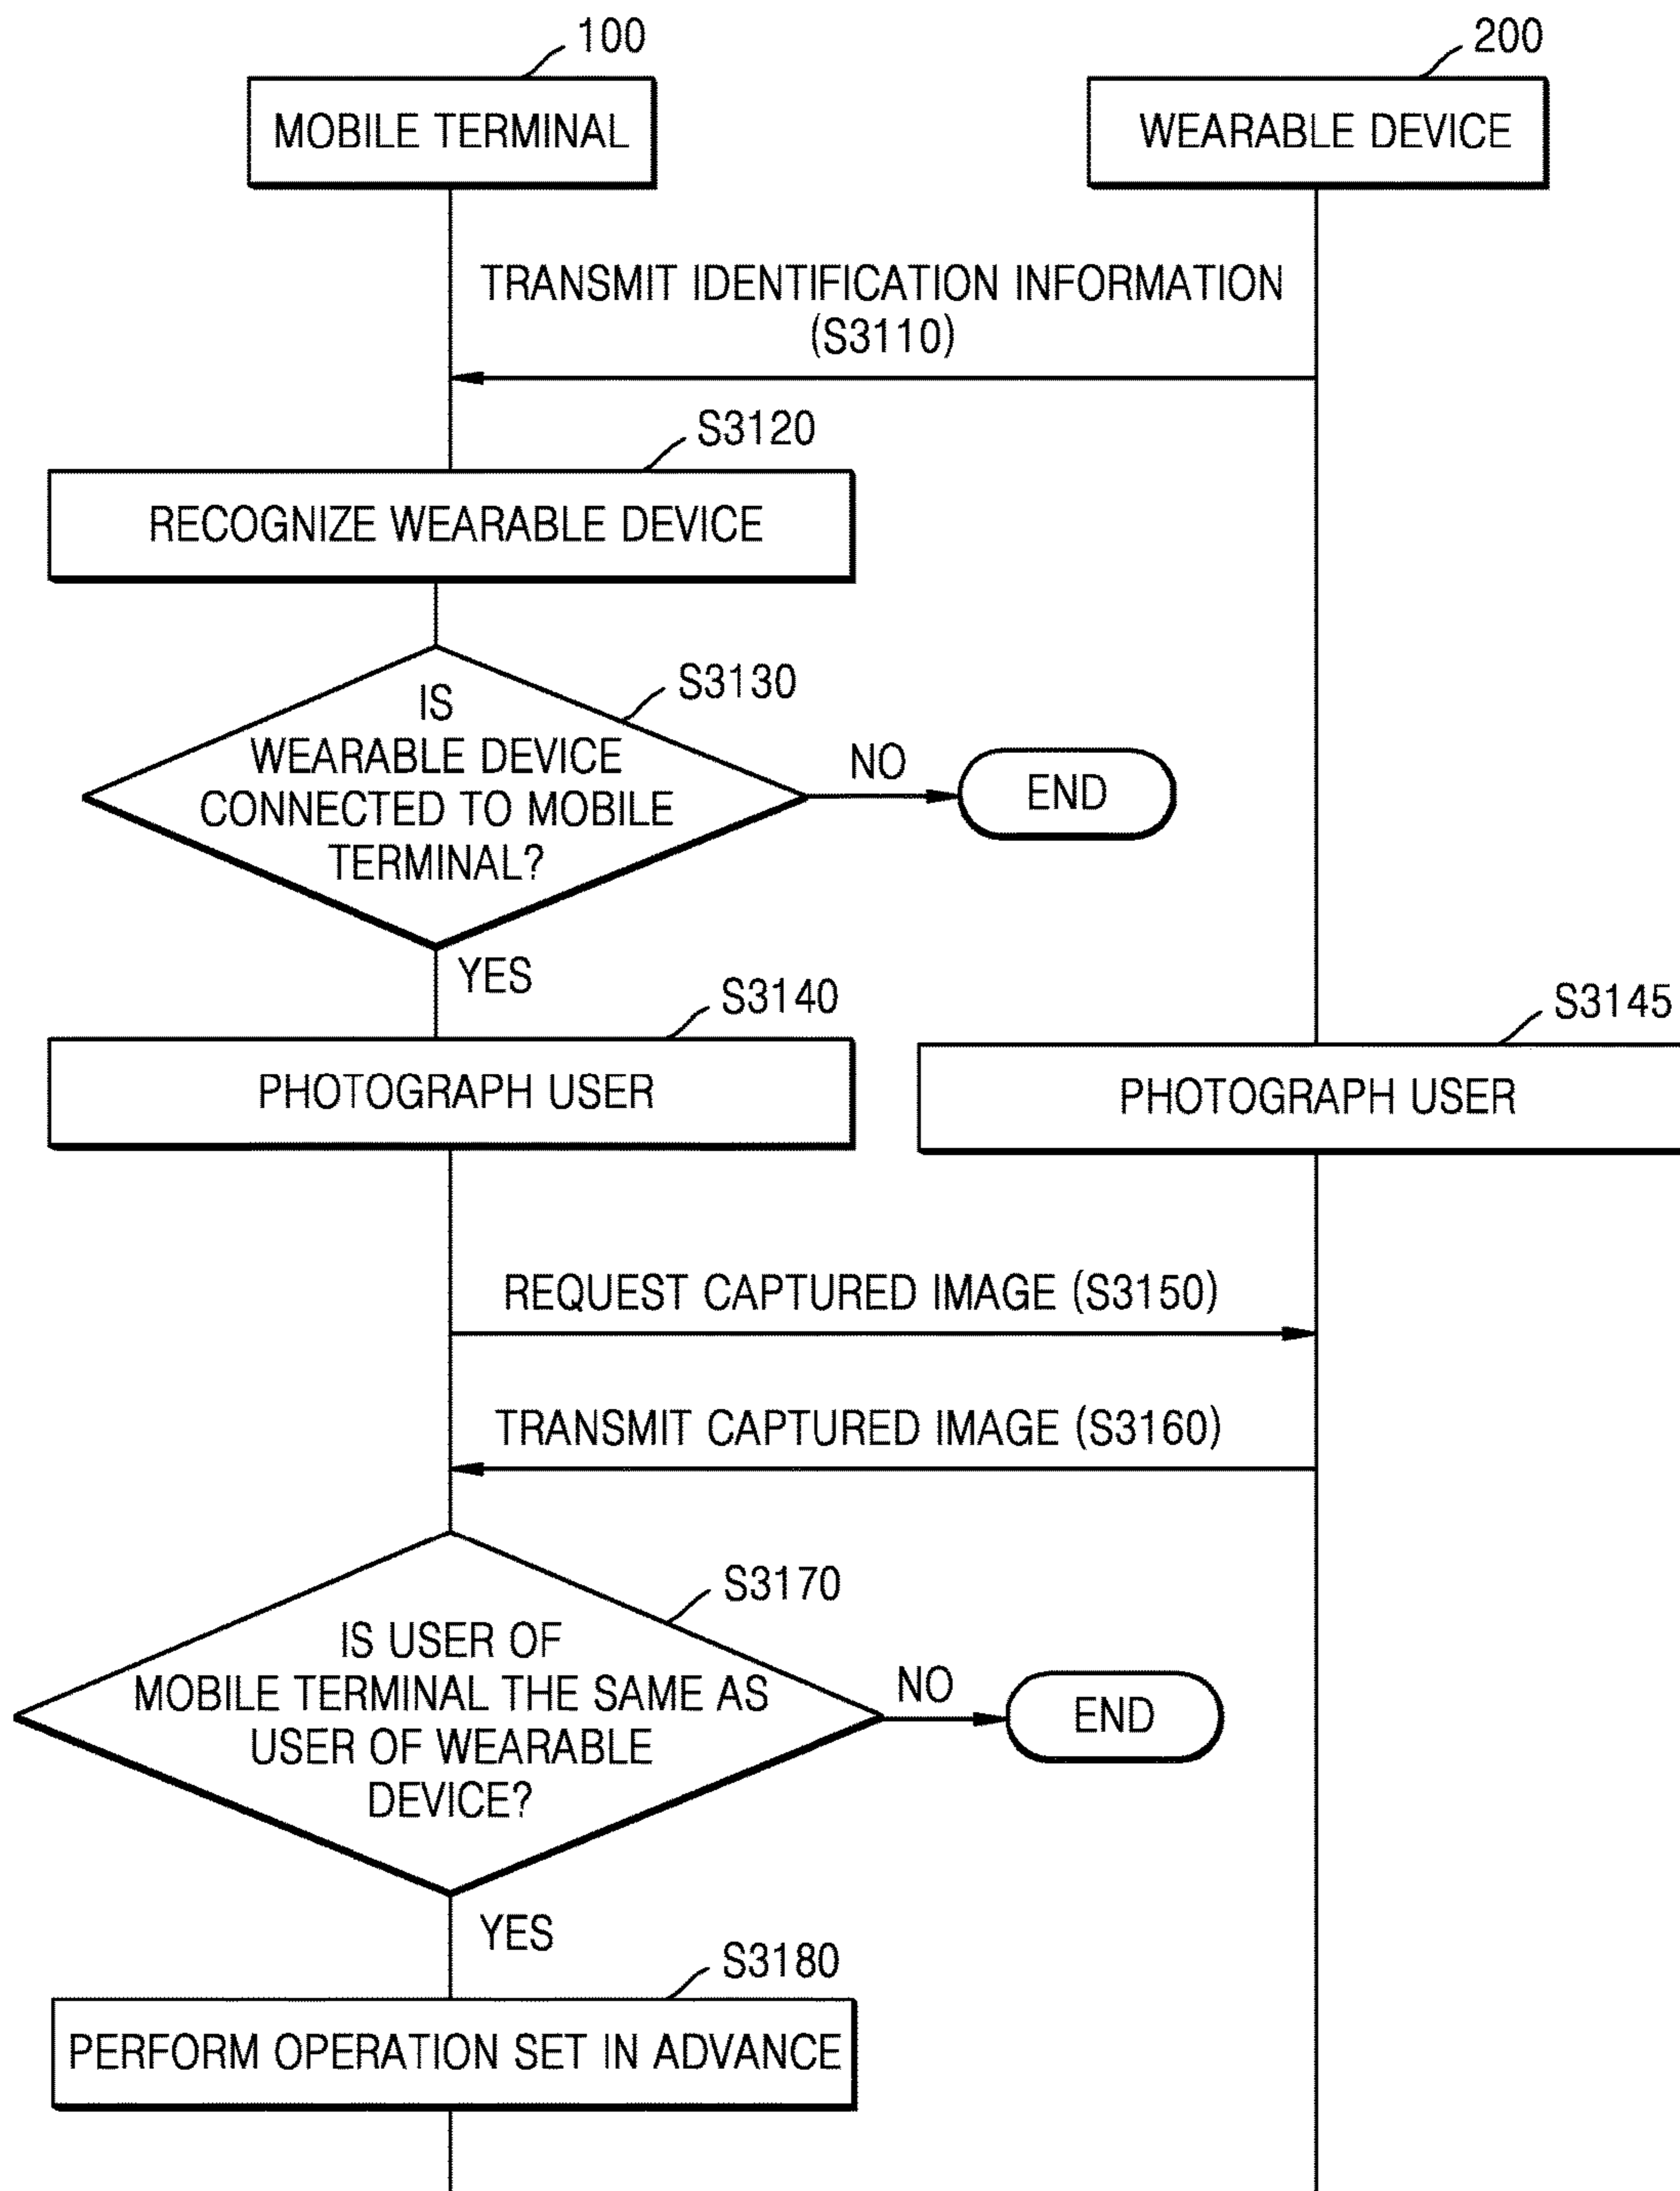 100
200
MOBILE TERMINAL
WEARABLE DEVICE
TRANSMIT IDENTIFICATION INFORMATION
(S3110)
S3120
RECOGNIZE WEARABLE DEVICE
S3130
IS
WEARABLE DEVICE
CONNECTED TO MOBILE
TERMINAL?
NO
END
YES
S3140
S3145
PHOTOGRAPH USER
PHOTOGRAPH USER
REQUEST CAPTURED IMAGE (S3150)
TRANSMIT CAPTURED IMAGE (S3160)
S3170
IS USER OF
MOBILE TERMINAL THE SAME AS
USER OF WEARABLE
DEVICE?
NO
END
YES
S3180
PERFORM OPERATION SET IN ADVANCE